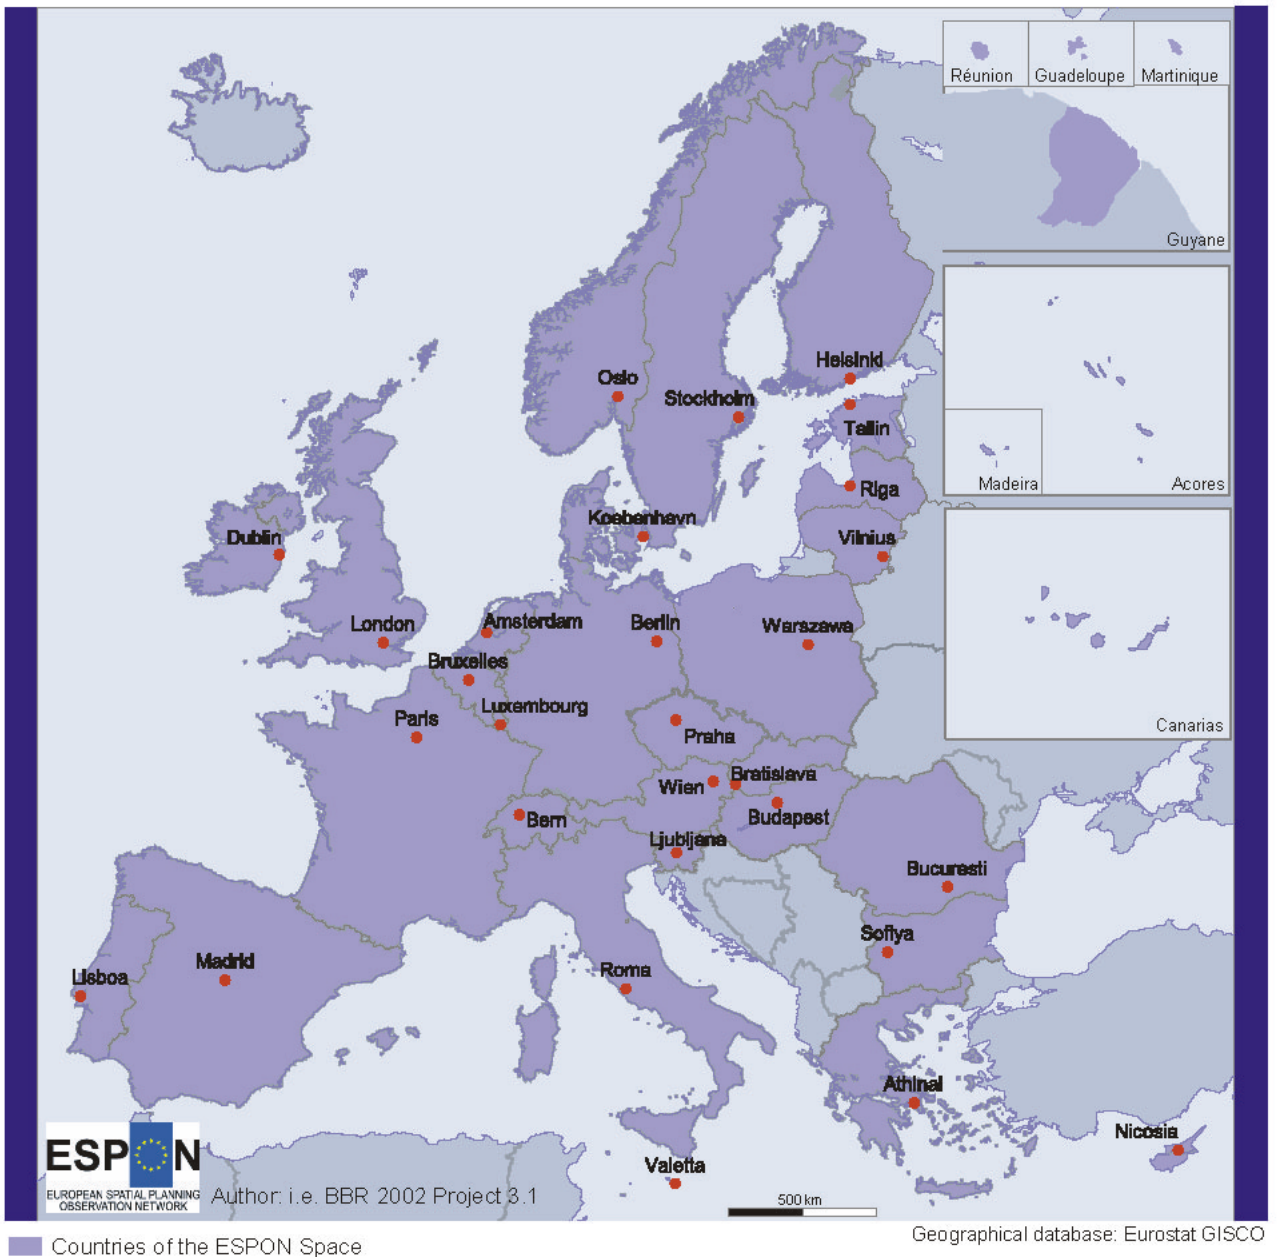 Réunion
Guadeloupe
Martinique
Guyane
Helsinki
Oslo
Stockholm
Tallin
Madeira
Acores
Riga
Koebenhavn
Dublin
Vilnius
London
Amsterdam
Berlin
Warszawa
Bruxelles
Luxembourg
Paris
Praha
Canarias
Wien
Bratislava
Bern
Budapest
Ljubljana
Bucuresti
Sofiya
Madrid
Lisboa
Roma
Athinai
Nicosia
Valetta
ESPON
EUROPEAN SPATIAL PLANNING
OBSERVATION NETWORK
Author: i.e. BBR 2002 Project 3.1
500 km
Geographical database: Eurostat GISCO
Countries of the ESPON Space